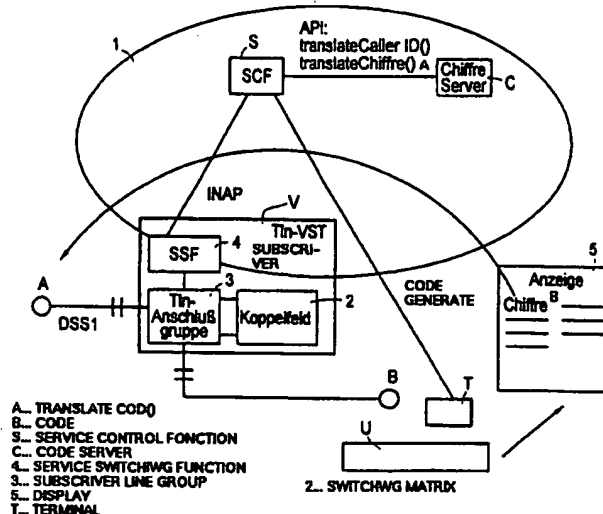 1
S
API:
translateCaller ID()
translateChiffre() A
SCF
Chiffre
Server
C
INAP
V
Tln-VST
SUBSCRI-
VER
SSF
4
5
A
DSS1
3
Tln-
Anschluß
gruppe
Koppelfeld
2
CODE
GENERATE
Anzeige
Chiffre B
B
T
U
A... TRANSLATE COD()
B... CODE
S... SERVICE CONTROL FONCTION
C... CODE SERVER
4... SERVICE SWITCHIWG FUNCTION
3... SUBSCRIVER LINE GROUP
5... DISPLAY
T... TERMINAL
2... SWITCHWG MATRIX